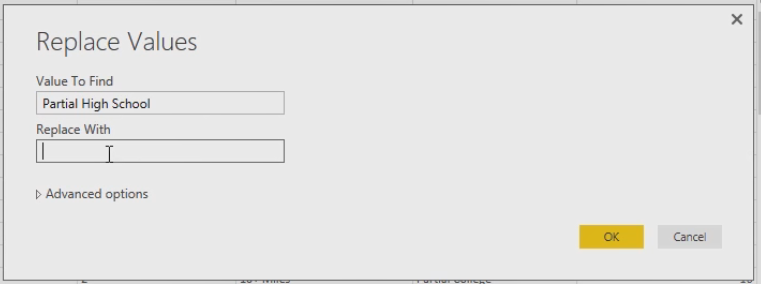 Replace Values
Value To Find
Partial High School
Replace With
Advanced options
OK Cancel